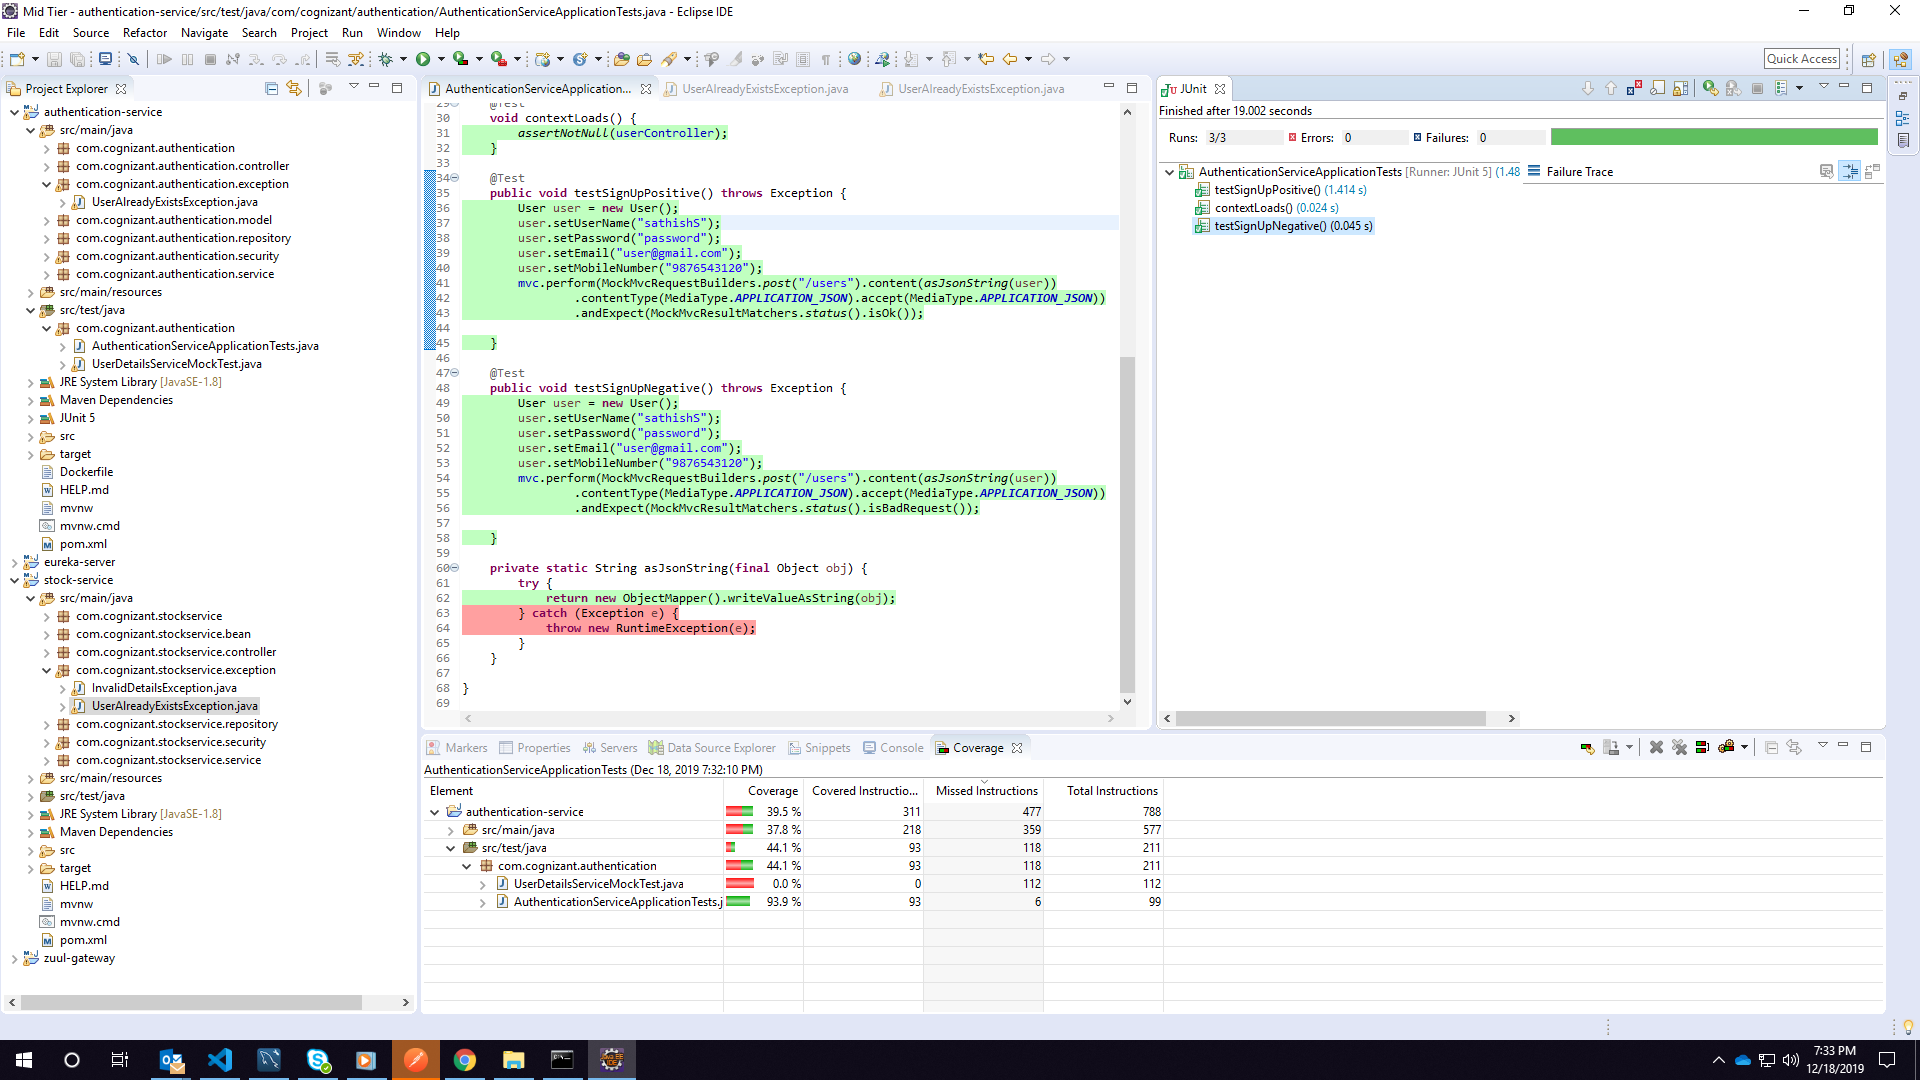 Mid Tier - authentication-service/src/test/java/com/cognizant/authentication/AuthenticationServiceApplicationTests.java - Eclipse IDE
File Edit Source Refactor Navigate Search Project Run Window Help
Quick Access
Project Explorer
authentication-service
src/main/java
com.cognizant.authentication
com.cognizant.authentication.controller
com.cognizant.authentication.exception
UserAlreadyExistsException.java
com.cognizant.authentication.model
com.cognizant.authentication.repository
com.cognizant.authentication.security
com.cognizant.authentication.service
src/main/resources
src/test/java
com.cognizant.authentication
AuthenticationServiceApplicationTests.java
UserDetailsServiceMockTest.java
JRE System Library [JavaSE-1.8]
Maven Dependencies
JUnit 5
src
target
Dockerfile
HELP.md
mvnw
mvnw.cmd
pom.xml
eureka-server
stock-service
src/main/java
com.cognizant.stockservice
com.cognizant.stockservice.bean
com.cognizant.stockservice.controller
com.cognizant.stockservice.exception
InvalidDetailsException.java
UserAlreadyExistsException.java
com.cognizant.stockservice.repository
com.cognizant.stockservice.security
com.cognizant.stockservice.service
src/main/resources
src/test/java
JRE System Library [JavaSE-1.8]
Maven Dependencies
src
target
HELP.md
mvnw
mvnw.cmd
pom.xml
zuul-gateway
AuthenticationServiceApplication... UserAlreadyExistsException.java UserAlreadyExistsException.java
29 @Test
30 void contextLoads() {
31 assertNotNull(userController);
32 }
33
34 @Test
35 public void testSignUpPositive() throws Exception {
36 User user = new User();
37 user.setUserName("sathishS");
38 user.setPassword("password");
39 user.setEmail("user@gmail.com");
40 user.setMobileNumber("9876543120");
41 mvc.perform(MockMvcRequestBuilders.post("/users").content(asJsonString(user))
42 .contentType(MediaType.APPLICATION_JSON).accept(MediaType.APPLICATION_JSON))
43 .andExpect(MockMvcResultMatchers.status().isOk());
44
45 }
46
47 @Test
48 public void testSignUpNegative() throws Exception {
49 User user = new User();
50 user.setUserName("sathishS");
51 user.setPassword("password");
52 user.setEmail("user@gmail.com");
53 user.setMobileNumber("9876543120");
54 mvc.perform(MockMvcRequestBuilders.post("/users").content(asJsonString(user))
55 .contentType(MediaType.APPLICATION_JSON).accept(MediaType.APPLICATION_JSON))
56 .andExpect(MockMvcResultMatchers.status().isBadRequest());
57
58 }
59
60 private static String asJsonString(final Object obj) {
61 try {
62 return new ObjectMapper().writeValueAsString(obj);
63 } catch (Exception e) {
64 throw new RuntimeException(e);
65 }
66 }
67
68 }
69
JUnit
Finished after 19.002 seconds
Runs: 3/3 Errors: 0 Failures: 0
AuthenticationServiceApplicationTests [Runner: JUnit 5] (1.48
testSignUpPositive() (1.414 s)
contextLoads() (0.024 s)
testSignUpNegative() (0.045 s)
Failure Trace
Markers Properties Servers Data Source Explorer Snippets Console Coverage
AuthenticationServiceApplicationTests (Dec 18, 2019 7:32:10 PM)
Element Coverage Covered Instructio... Missed Instructions Total Instructions
authentication-service 39.5 % 311 477 788
src/main/java 37.8 % 218 359 577
src/test/java 44.1 % 93 118 211
com.cognizant.authentication 44.1 % 93 118 211
UserDetailsServiceMockTest.java 0.0 % 0 112 112
AuthenticationServiceApplicationTests.j 93.9 % 93 6 99
7:33 PM
12/18/2019